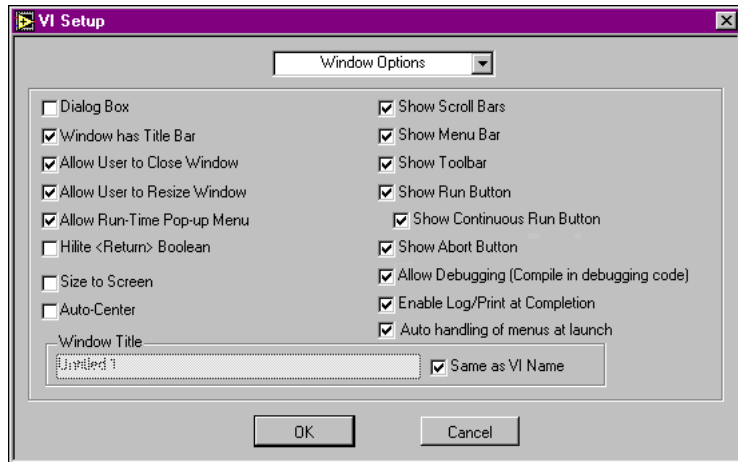 VI Setup
Window Options
Dialog Box
Window has Title Bar
Allow User to Close Window
Allow User to Resize Window
Allow Run-Time Pop-up Menu
Hilite <Return> Boolean
Size to Screen
Auto-Center
Show Scroll Bars
Show Menu Bar
Show Toolbar
Show Run Button
Show Continuous Run Button
Show Abort Button
Allow Debugging (Compile in debugging code)
Enable Log/Print at Completion
Auto handling of menus at launch
Window Title
Untitled 1
Same as VI Name
OK
Cancel